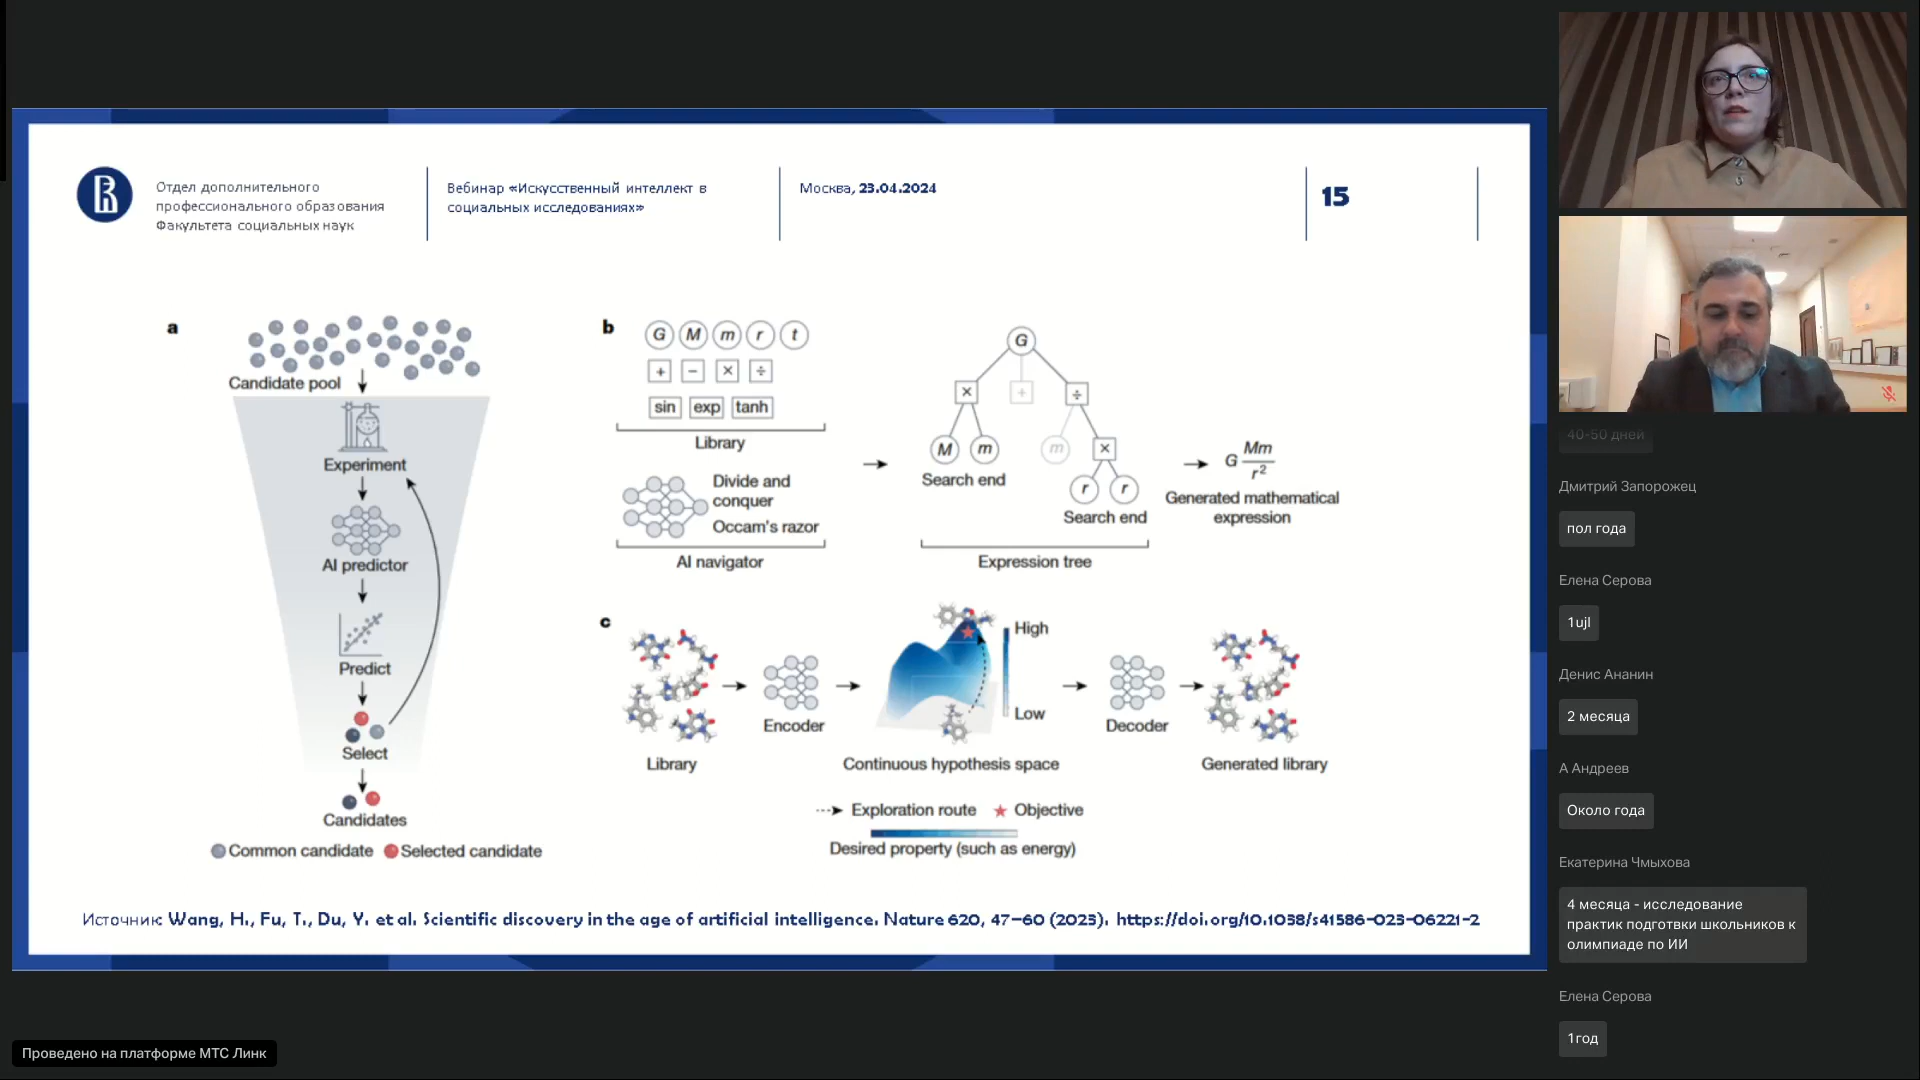 Отдел дополнительного
профессионального образования
Факультета социальных наук
Вебинар «Искусственный интеллект в
социальных исследованиях»
Москва, 23.04.2024
15
a
Candidate pool
Experiment
AI predictor
Predict
Select
Candidates
Common candidate Selected candidate
b
G M m r t
+ − × ÷
sin exp tanh
Library
Divide and
conquer
Occam's razor
AI navigator
G
× + ÷
M m m ×
Search end
r r
Search end
Expression tree
G Mm
r²
Generated mathematical
expression
c
Library
Encoder
High
Low
Continuous hypothesis space
Decoder
Generated library
Exploration route Objective
Desired property (such as energy)
Источник: Wang, H., Fu, T., Du, Y. et al. Scientific discovery in the age of artificial intelligence. Nature 620, 47–60 (2023). https://doi.org/10.1038/s41586-023-06221-2
40-50 дней
Дмитрий Запорожец
пол года
Елена Серова
1ujl
Денис Ананин
2 месяца
А Андреев
Около года
Екатерина Чмыхова
4 месяца - исследование
практик подготвки школьников к
олимпиаде по ИИ
Елена Серова
1год
Проведено на платформе МТС Линк